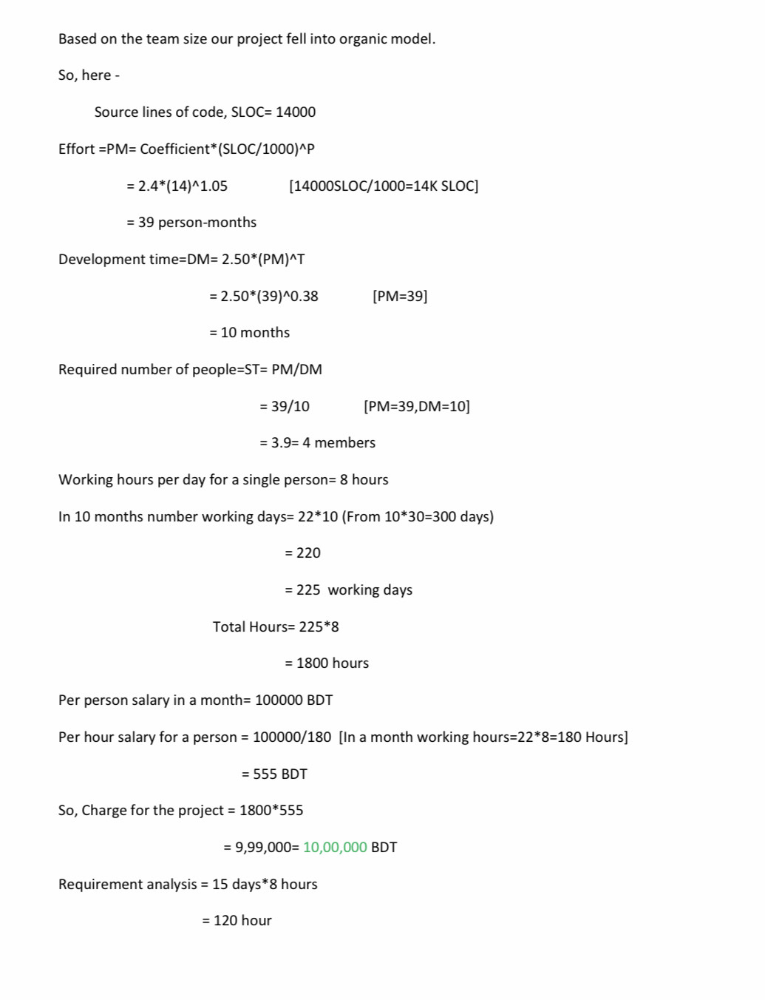 Based on the team size our project fell into organic model.
So, here -
Source lines of code, SLOC= 14000
Effort =PM= Coefficient*(SLOC/1000)^P
= 2.4*(14)^1.05 [14000SLOC/1000=14K SLOC]
= 39 person-months
Development time=DM= 2.50*(PM)^T
= 2.50*(39)^0.38 [PM=39]
= 10 months
Required number of people=ST= PM/DM
= 39/10 [PM=39,DM=10]
= 3.9= 4 members
Working hours per day for a single person= 8 hours
In 10 months number working days= 22*10 (From 10*30=300 days)
= 220
= 225 working days
Total Hours= 225*8
= 1800 hours
Per person salary in a month= 100000 BDT
Per hour salary for a person = 100000/180 [In a month working hours=22*8=180 Hours]
= 555 BDT
So, Charge for the project = 1800*555
= 9,99,000= 10,00,000 BDT
Requirement analysis = 15 days*8 hours
= 120 hour